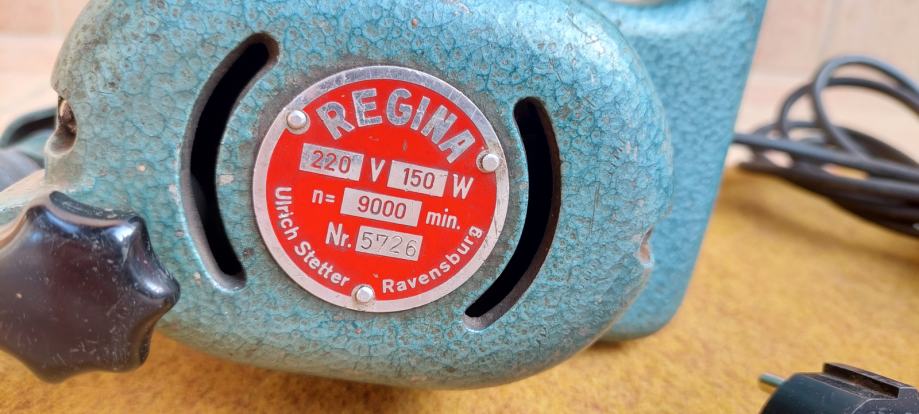 REGINA
220 V 150 W
n= 9000 min.
Nr. 5726
Ulrich Stetter Ravensburg